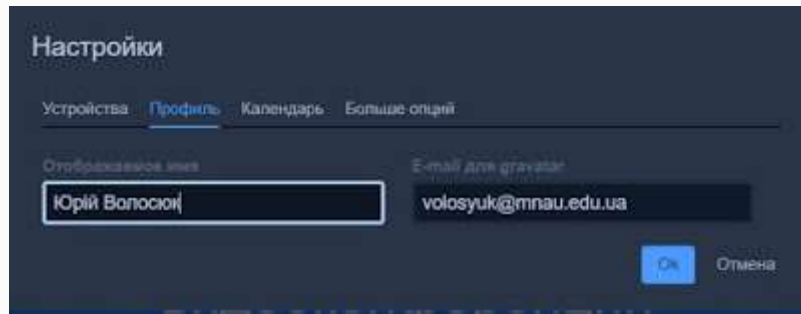 Настройки
Устройства Профиль Календарь Больше опций
Отображаемое имя E-mail для gravatar
Юрій Волосюк volosyuk@mnau.edu.ua
Ok Отмена